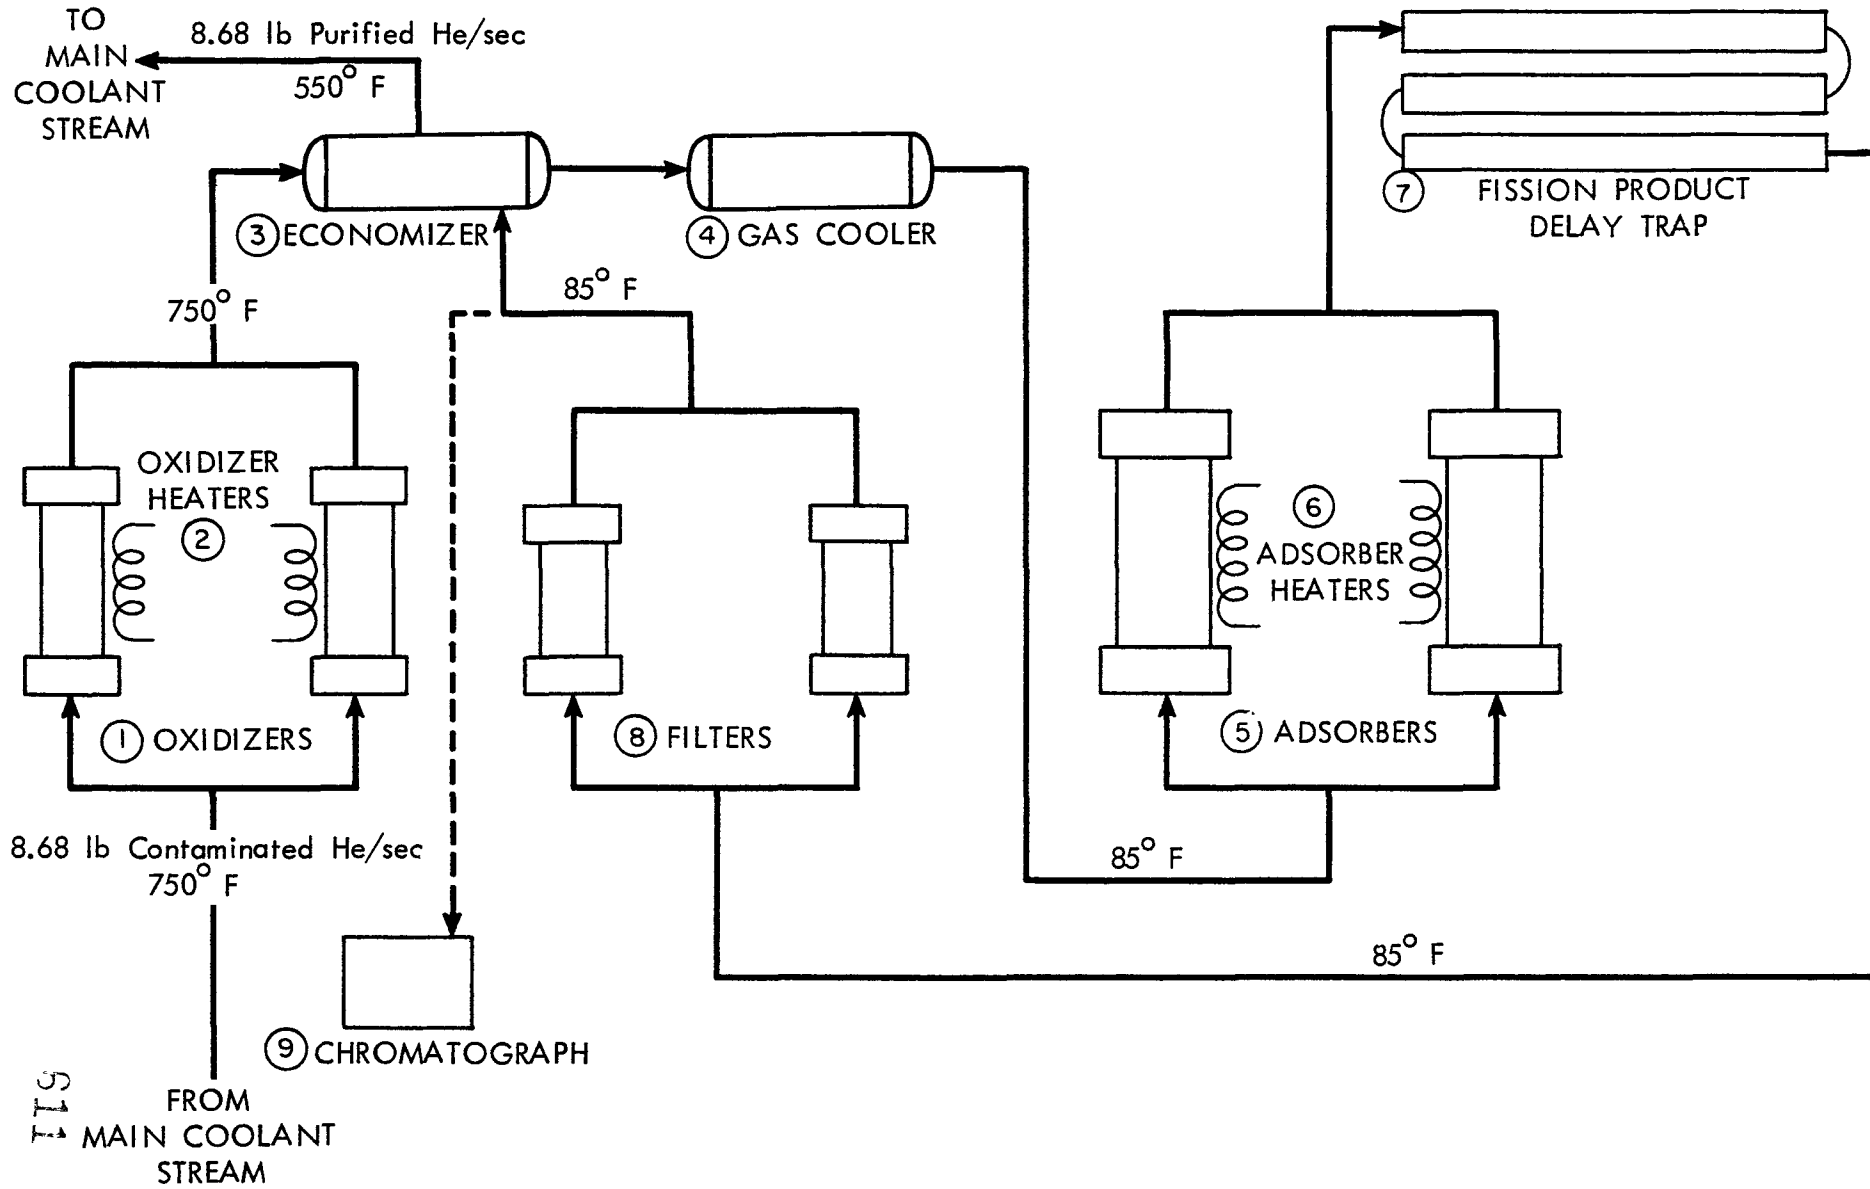 TO
MAIN
COOLANT
STREAM
8.68 lb Purified He/sec
550° F
③ ECONOMIZER
④ GAS COOLER
⑦ FISSION PRODUCT
DELAY TRAP
750° F
85° F
OXIDIZER
HEATERS
②
⑥
ADSORBER
HEATERS
① OXIDIZERS
⑧ FILTERS
⑤ ADSORBERS
8.68 lb Contaminated He/sec
750° F
85° F
85° F
⑨ CHROMATOGRAPH
FROM
MAIN COOLANT
STREAM